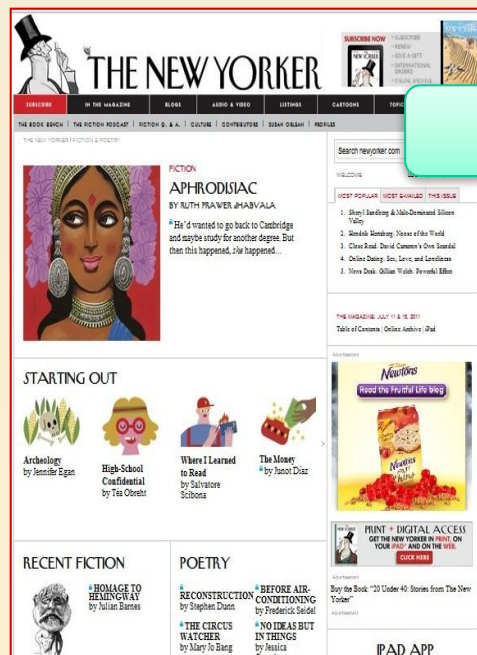 THE NEW YORKER
SUBSCRIBE NOW
• SUBSCRIBE
• RENEW
• GIVE A GIFT
• INTERNATIONAL ORDERS
• ONLINE ARCHIVE
SUBSCRIBE
IN THE MAGAZINE
BLOGS
AUDIO & VIDEO
LISTINGS
CARTOONS
THE BOOK BENCH | THE FICTION PODCAST | FICTION Q. & A. | CULTURE | CONTRIBUTORS | SUSAN ORLEAN | PROFILES
THE NEW YORKER | FICTION & POETRY
FICTION
APHRODISIAC
BY RUTH PRAWER JHABVALA
He'd wanted to go back to Cambridge
and maybe study for another degree. But
then this happened, she happened...
STARTING OUT
Archeology
by Jennifer Egan
High-School
Confidential
by Téa Obreht
Where I Learned
to Read
by Salvatore
Scibona
The Money
by Junot Díaz
RECENT FICTION
HOMAGE TO
HEMINGWAY
by Julian Barnes
POETRY
RECONSTRUCTION
by Stephen Dunn
THE CIRCUS
WATCHER
by Mary Jo Bang
BEFORE AIR-
CONDITIONING
by Frederick Seidel
NO IDEAS BUT
IN THINGS
by Jessica
Search newyorker.com
WELCOME
MOST POPULAR
MOST E-MAILED
THIS ISSUE
1. Sheryl Sandberg & Male-Dominated Silicon
Valley
2. Hendrik Hertzberg: Noose of the World
3. Close Read: David Cameron's Own Scandal
4. Online Dating: Sex, Love, and Loneliness
5. News Desk: Gillian Welch. Powerful Effect
THE MAGAZINE: JULY 11 & 18, 2011
Table of Contents | Online Archive | iPad
Advertisement
Newtons
Read the Fruitful Life blog
Newtons
PRINT + DIGITAL ACCESS
GET THE NEW YORKER IN PRINT, ON
YOUR iPAD® AND ON THE WEB.
CLICK HERE
Advertisement
Buy the Book "20 Under 40: Stories from The New
Yorker"
Advertisement
IPAD APP